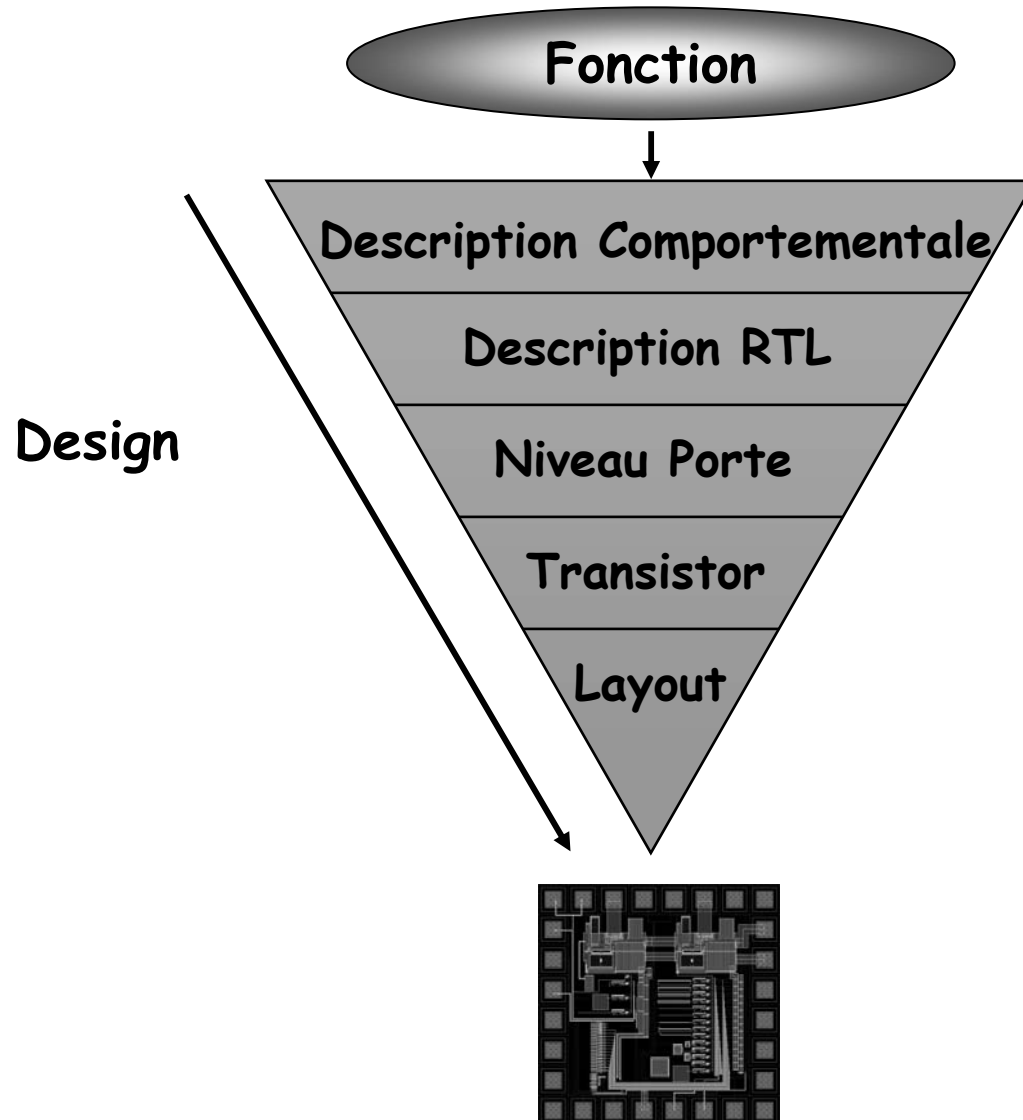 Fonction
Description Comportementale
Description RTL
Design
Niveau Porte
Transistor
Layout